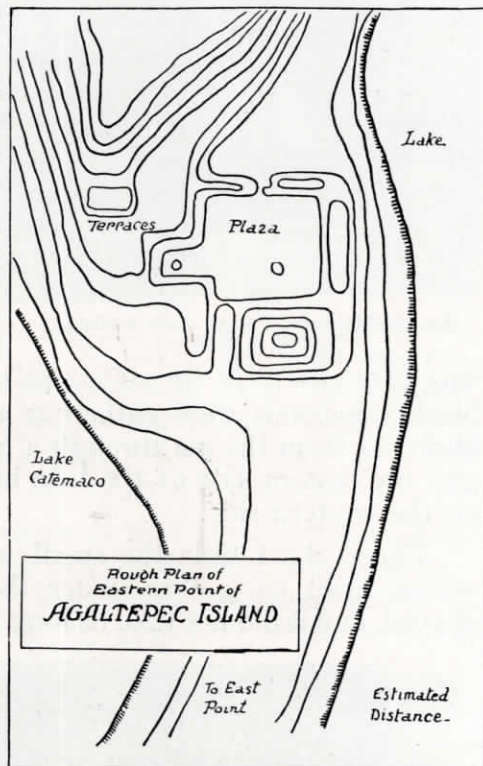 Lake
Terraces
Plaza
Lake
Catemaco
Rough Plan of
Eastern Point of
AGALTEPEC ISLAND
To East
Point
Estimated
Distance-